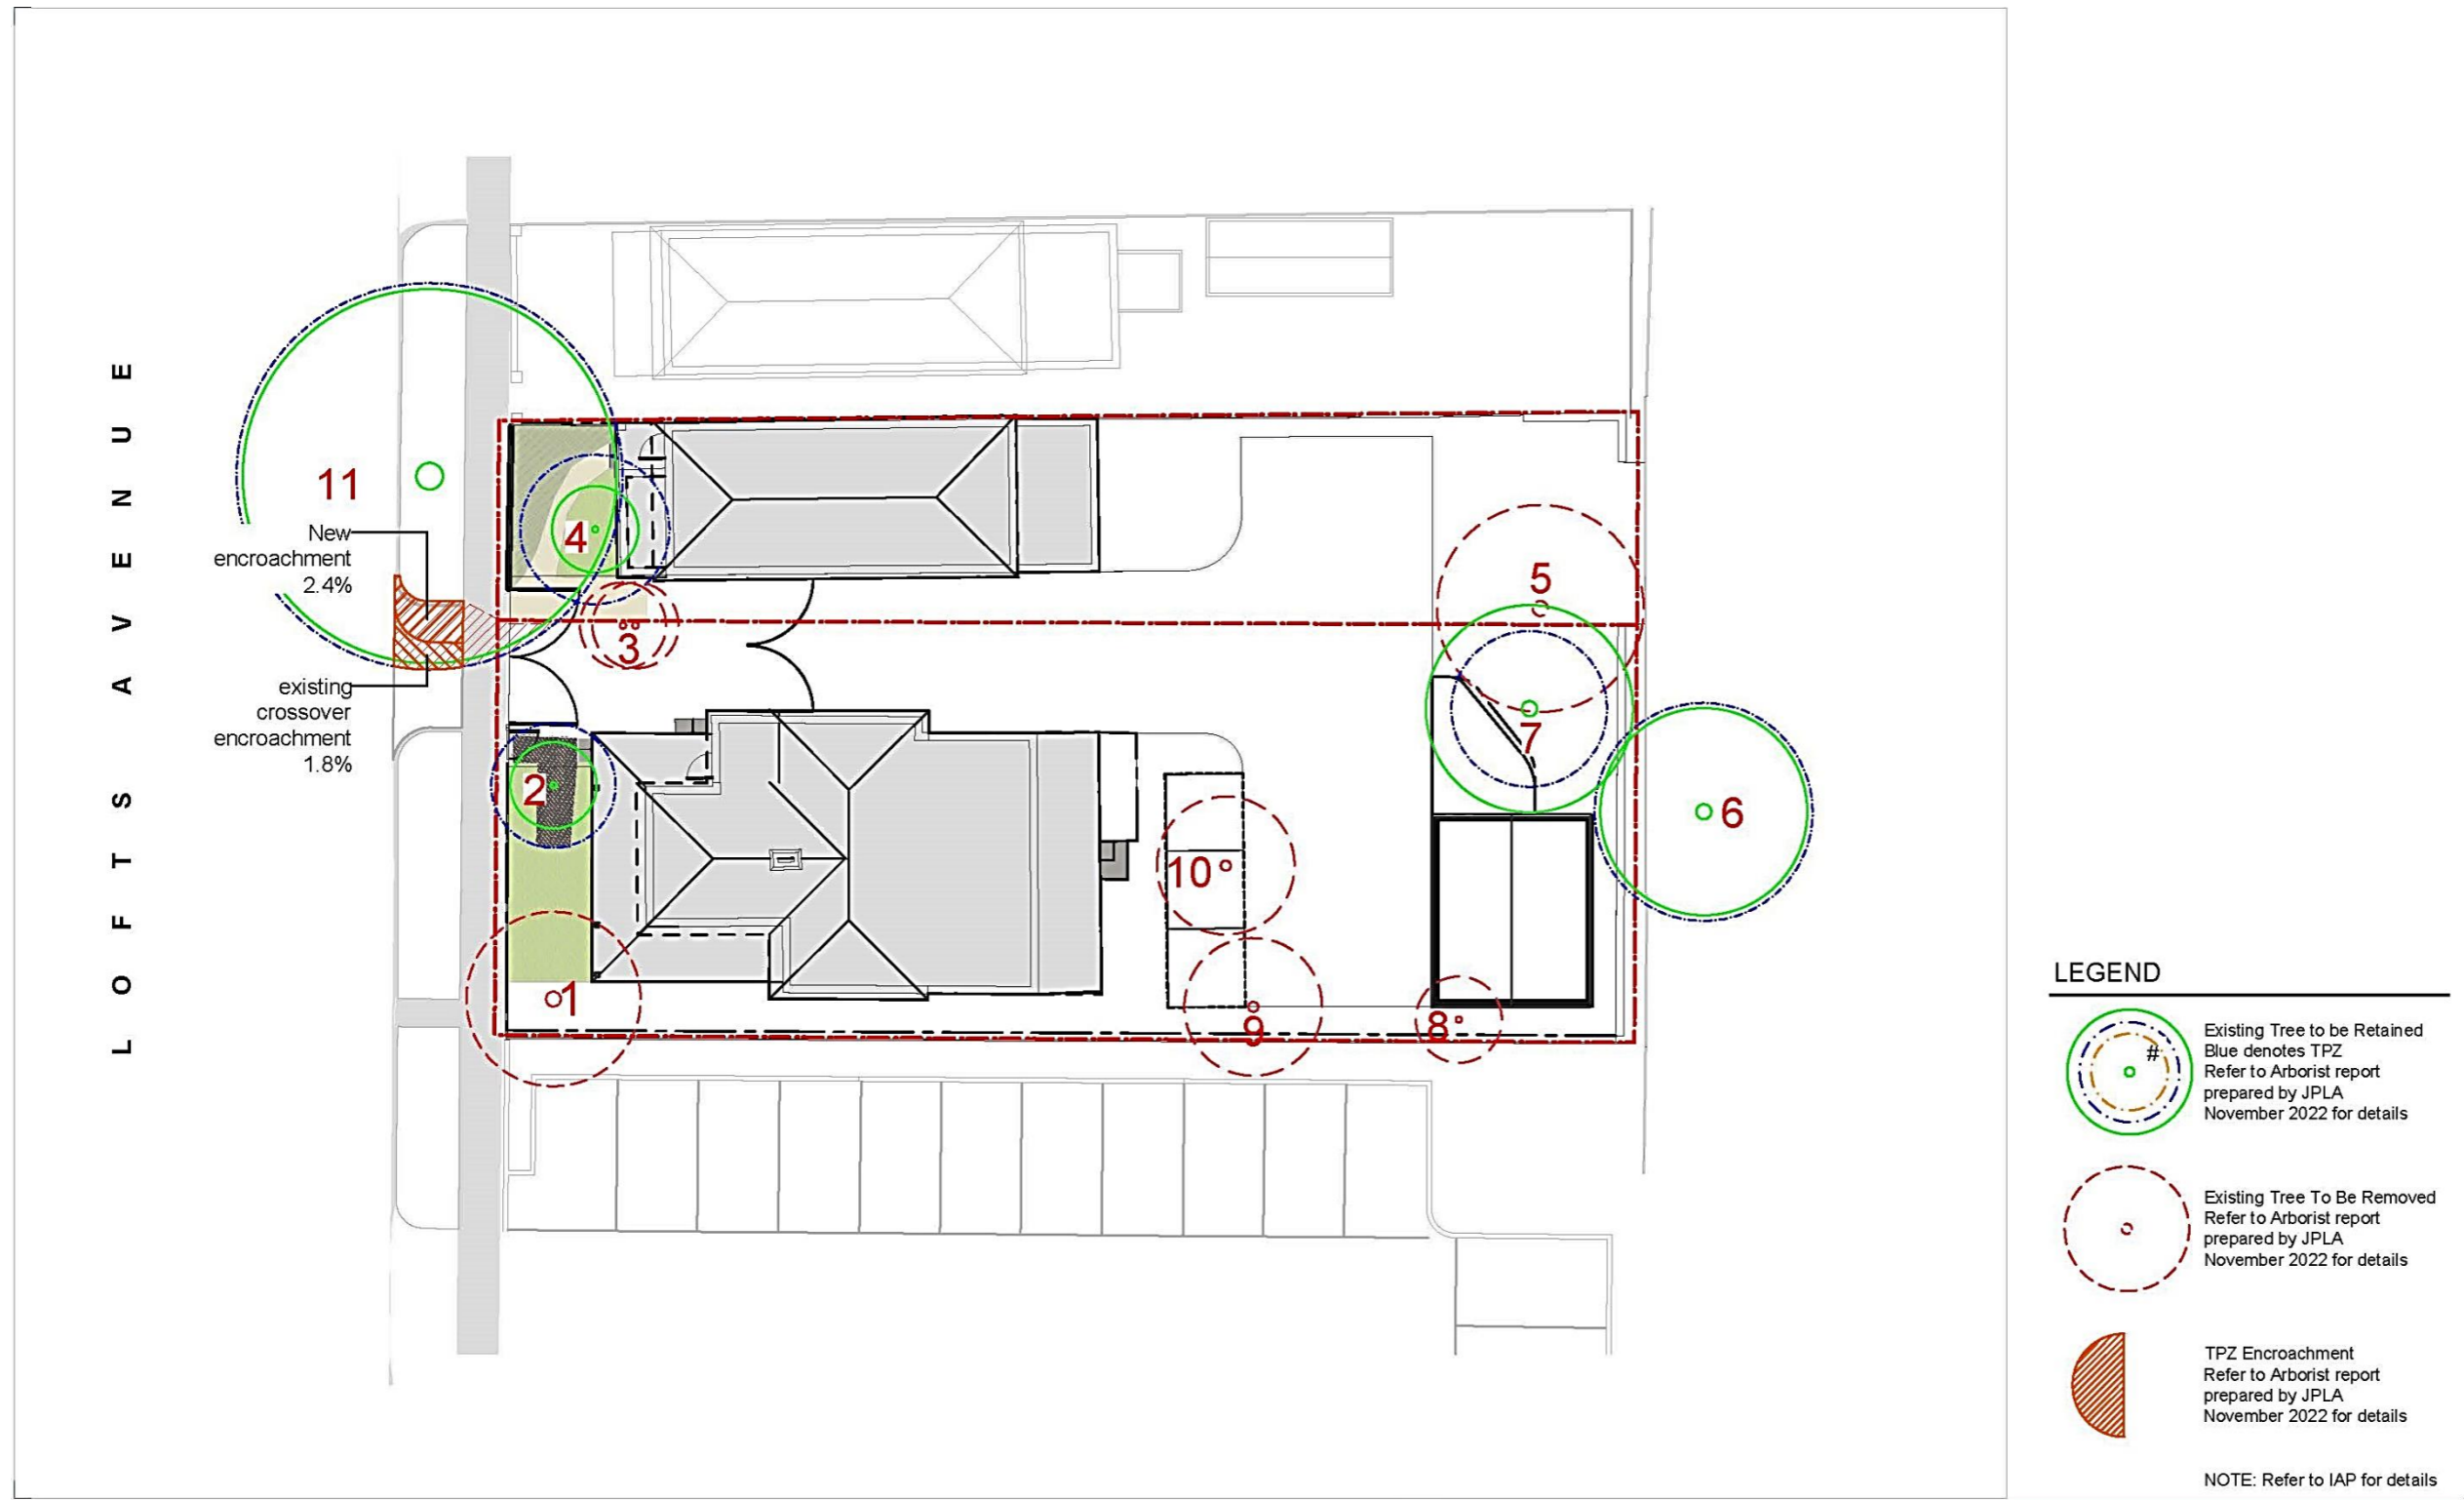 LOFTS AVENUE
11
New
encroachment
2.4%
existing
crossover
encroachment
1.8%
4
3
2
1
5
7
6
10
9
8
LEGEND
#
Existing Tree to be Retained
Blue denotes TPZ
Refer to Arborist report
prepared by JPLA
November 2022 for details
Existing Tree To Be Removed
Refer to Arborist report
prepared by JPLA
November 2022 for details
TPZ Encroachment
Refer to Arborist report
prepared by JPLA
November 2022 for details
NOTE: Refer to IAP for details